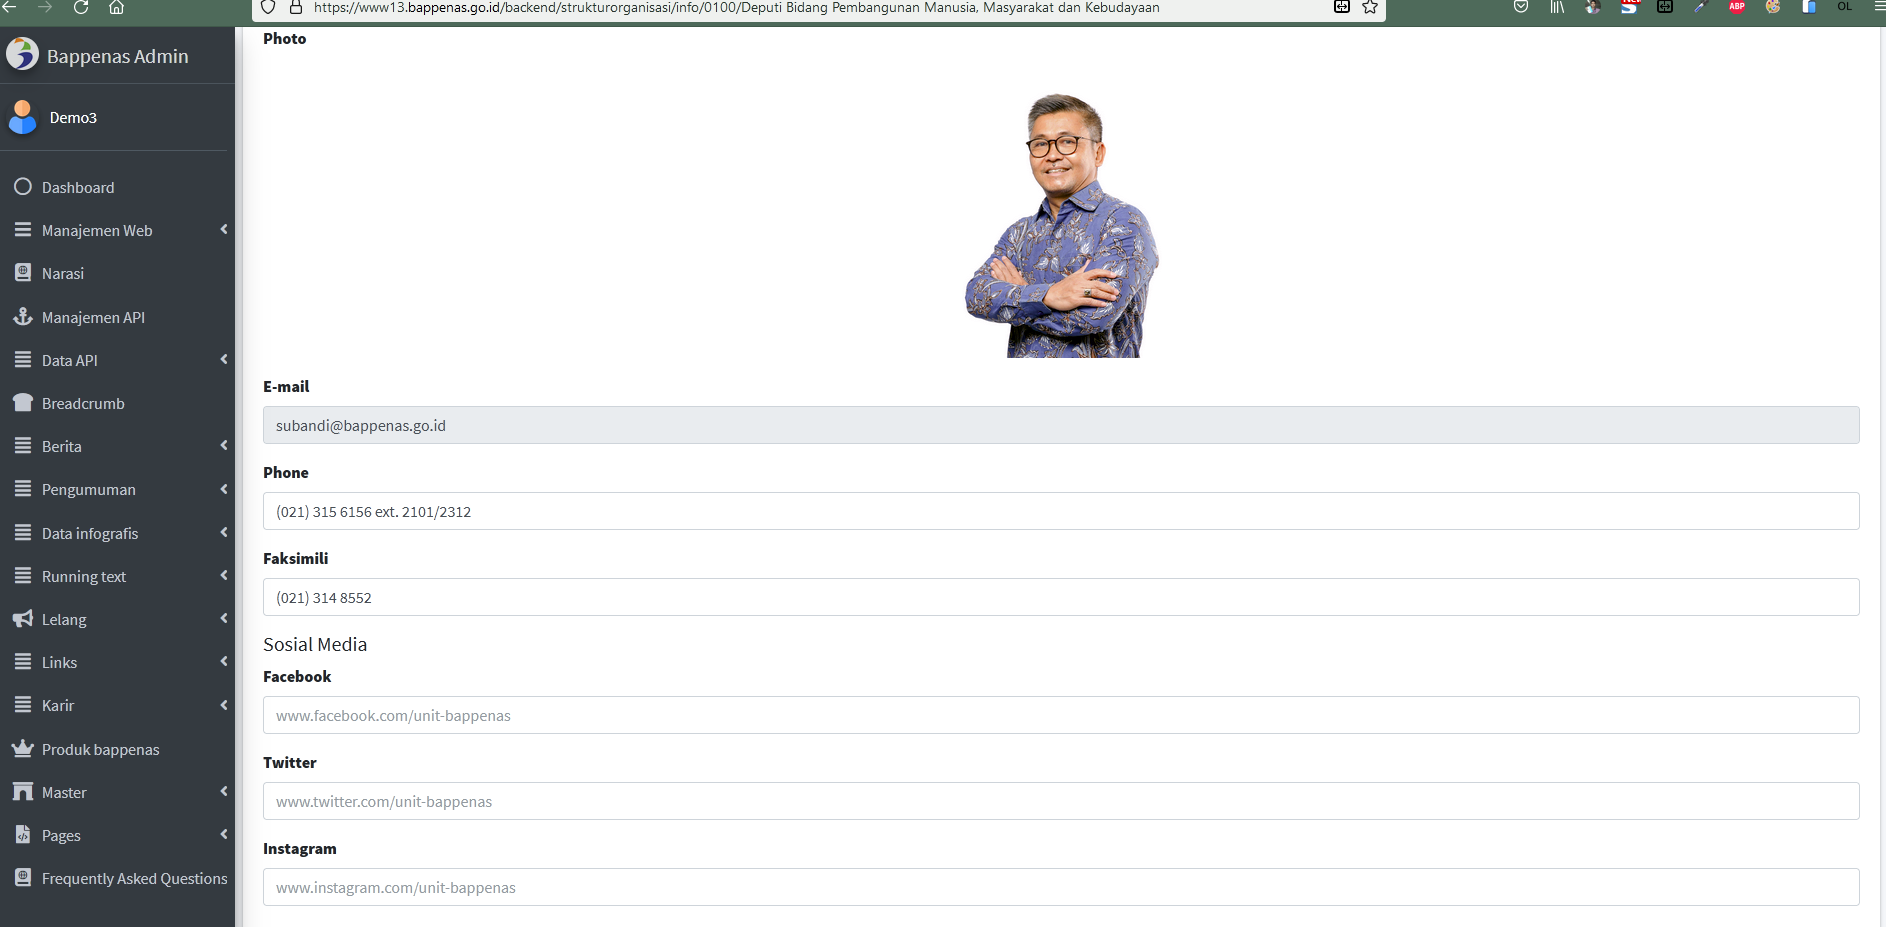 https://www13.bappenas.go.id/backend/strukturorganisasi/info/0100/Deputi Bidang Pembangunan Manusia, Masyarakat dan Kebudayaan
New
ABP
OL
Bappenas Admin
Demo3
Dashboard
Manajemen Web
Narasi
Manajemen API
Data API
Breadcrumb
Berita
Pengumuman
Data infografis
Running text
Lelang
Links
Karir
Produk bappenas
Master
Pages
Frequently Asked Questions
Photo
E-mail
subandi@bappenas.go.id
Phone
(021) 315 6156 ext. 2101/2312
Faksimili
(021) 314 8552
Sosial Media
Facebook
www.facebook.com/unit-bappenas
Twitter
www.twitter.com/unit-bappenas
Instagram
www.instagram.com/unit-bappenas